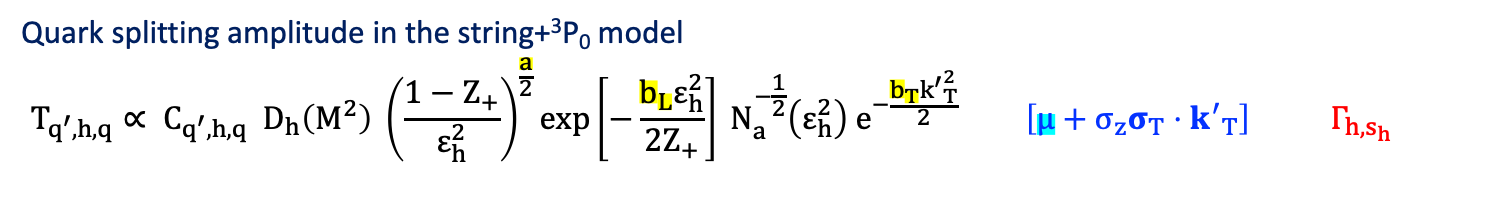 Quark splitting amplitude in the string+³P₀ model
T_{q′,h,q} ∝ C_{q′,h,q} D_h(M²) ((1 − Z₊)/ε_h²)^{a/2} exp[−b_L ε_h²/(2Z₊)] N_a^{−1/2}(ε_h²) e^{−b_T k′_T²/2} [μ + σ_z σ_T · k′_T] Γ_{h,s_h}